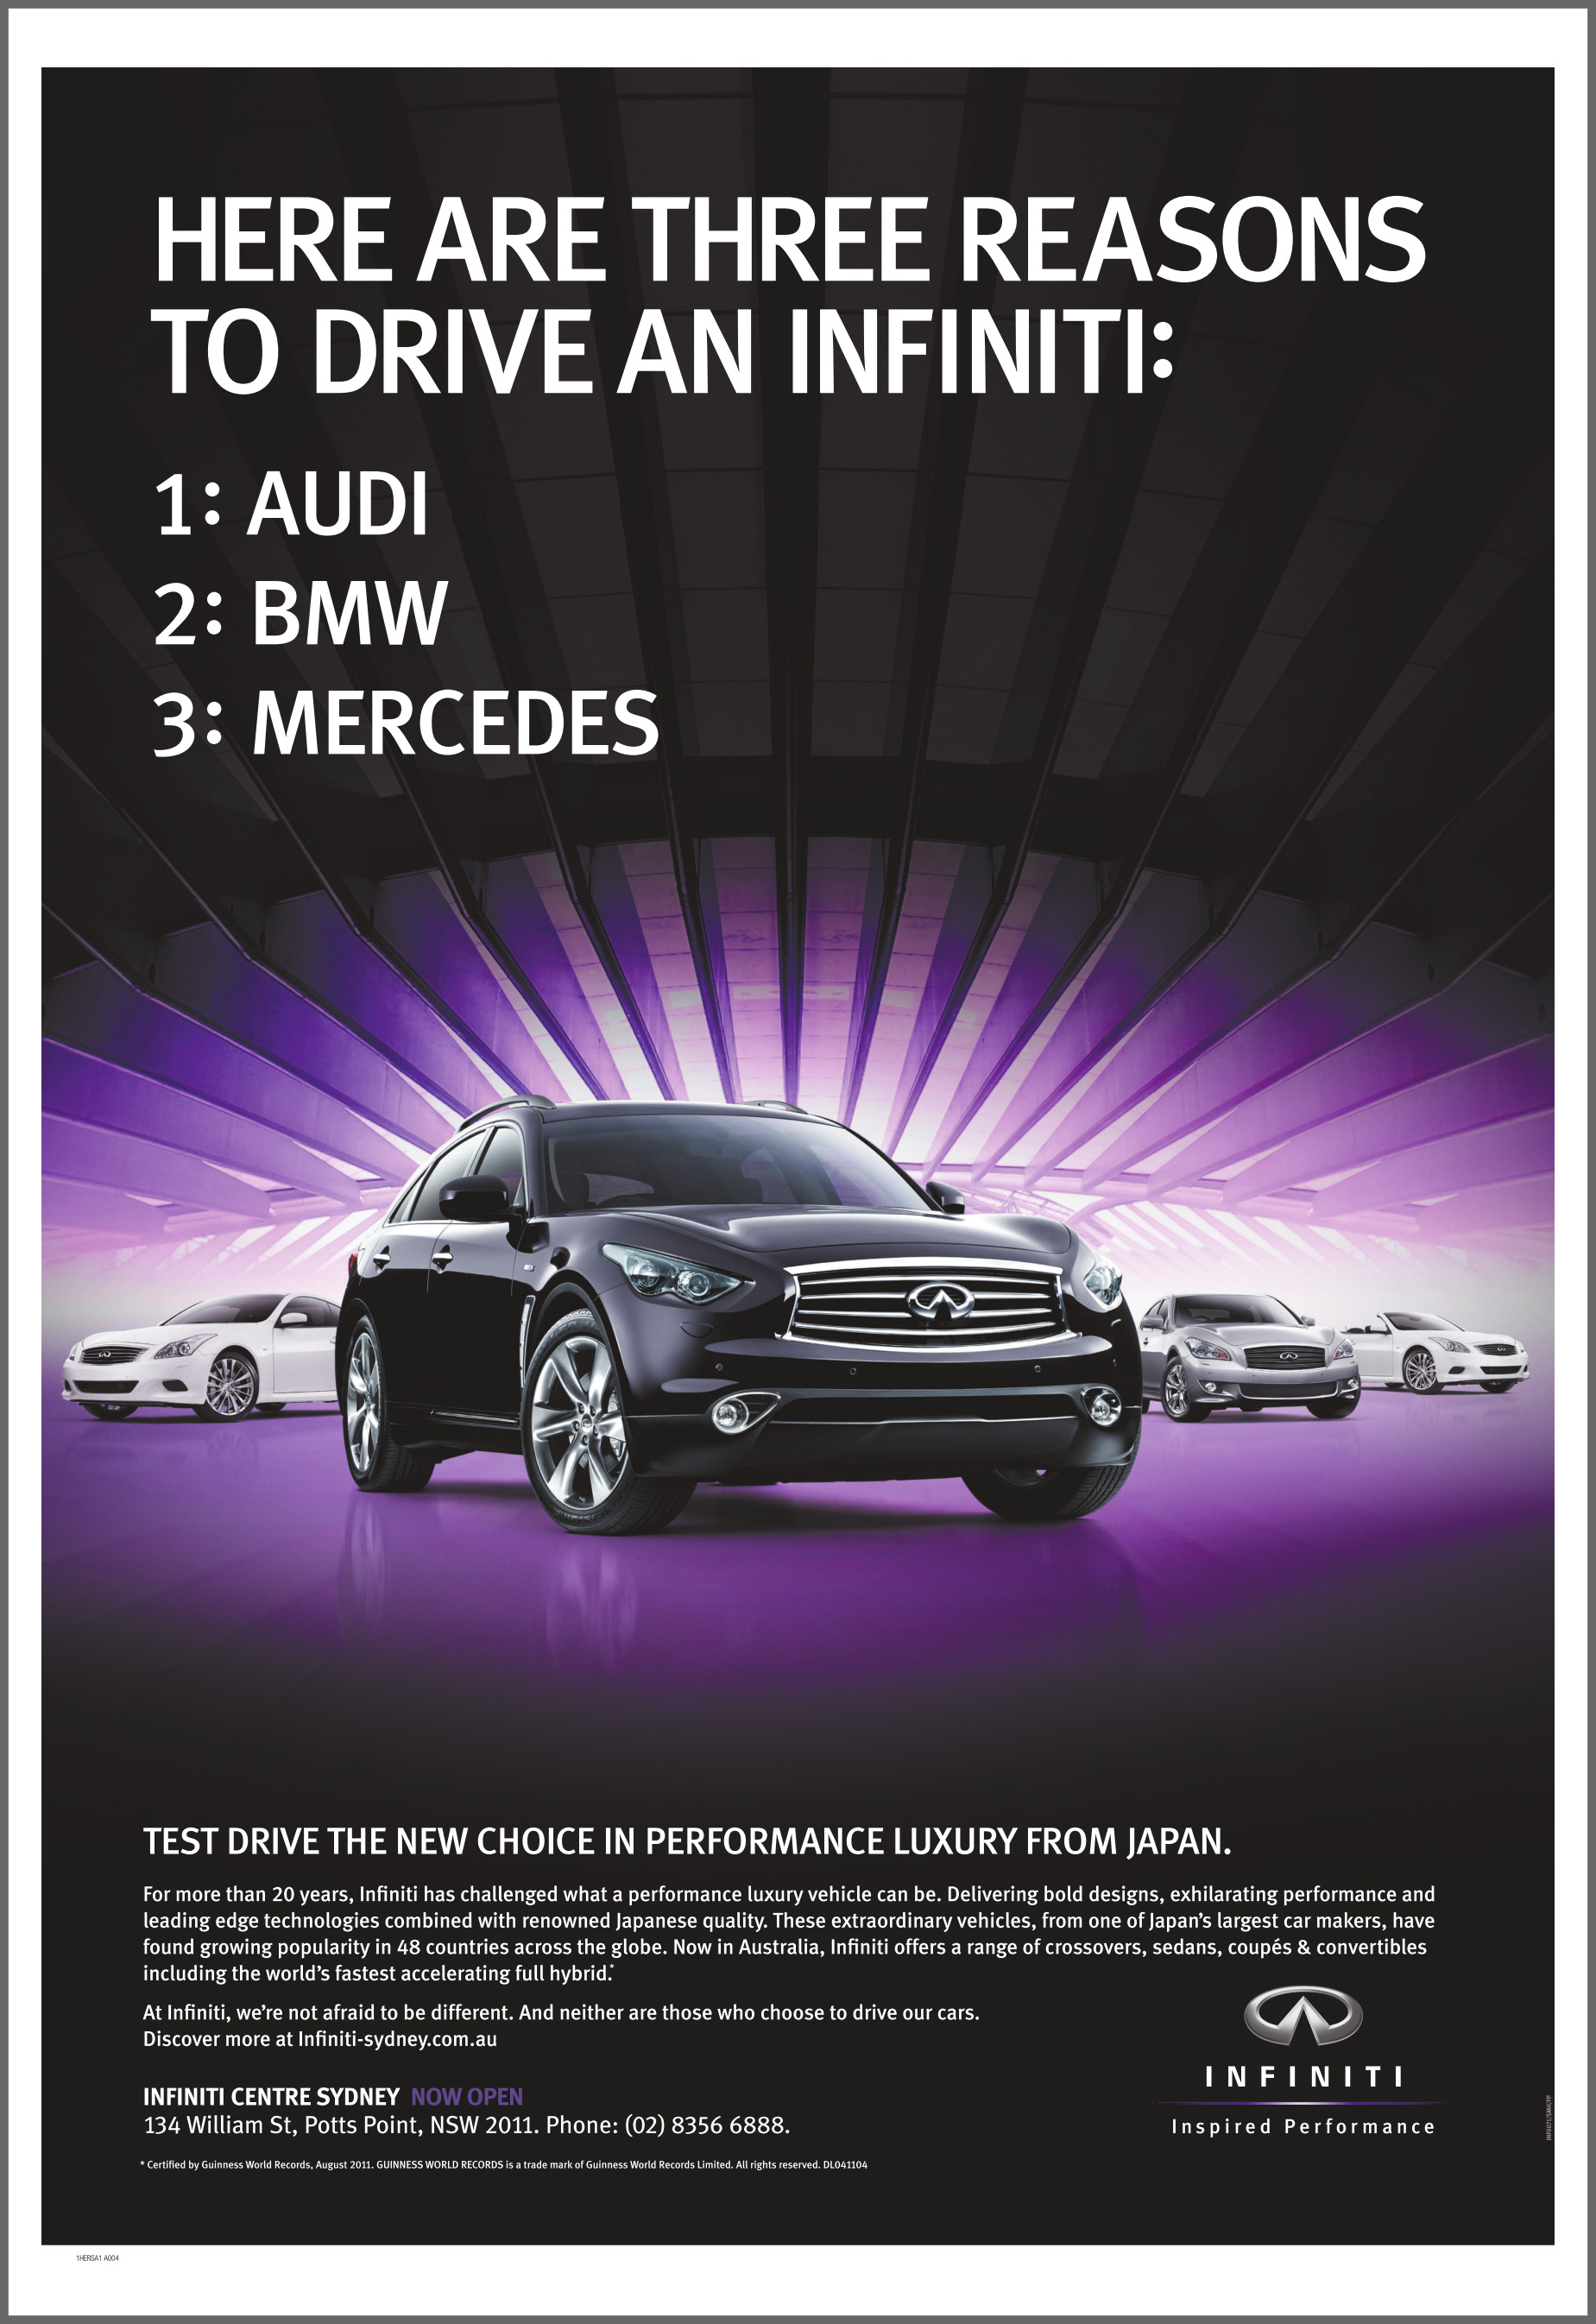 HERE ARE THREE REASONS
TO DRIVE AN INFINITI:
1: AUDI
2: BMW
3: MERCEDES
TEST DRIVE THE NEW CHOICE IN PERFORMANCE LUXURY FROM JAPAN.
For more than 20 years, Infiniti has challenged what a performance luxury vehicle can be. Delivering bold designs, exhilarating performance and
leading edge technologies combined with renowned Japanese quality. These extraordinary vehicles, from one of Japan's largest car makers, have
found growing popularity in 48 countries across the globe. Now in Australia, Infiniti offers a range of crossovers, sedans, coupés & convertibles
including the world's fastest accelerating full hybrid.*
At Infiniti, we're not afraid to be different. And neither are those who choose to drive our cars.
Discover more at Infiniti-sydney.com.au
INFINITI CENTRE SYDNEY NOW OPEN
134 William St, Potts Point, NSW 2011. Phone: (02) 8356 6888.
* Certified by Guinness World Records, August 2011. GUINNESS WORLD RECORDS is a trade mark of Guinness World Records Limited. All rights reserved. DL041104
INFINITI
Inspired Performance
1HERSA1 A004